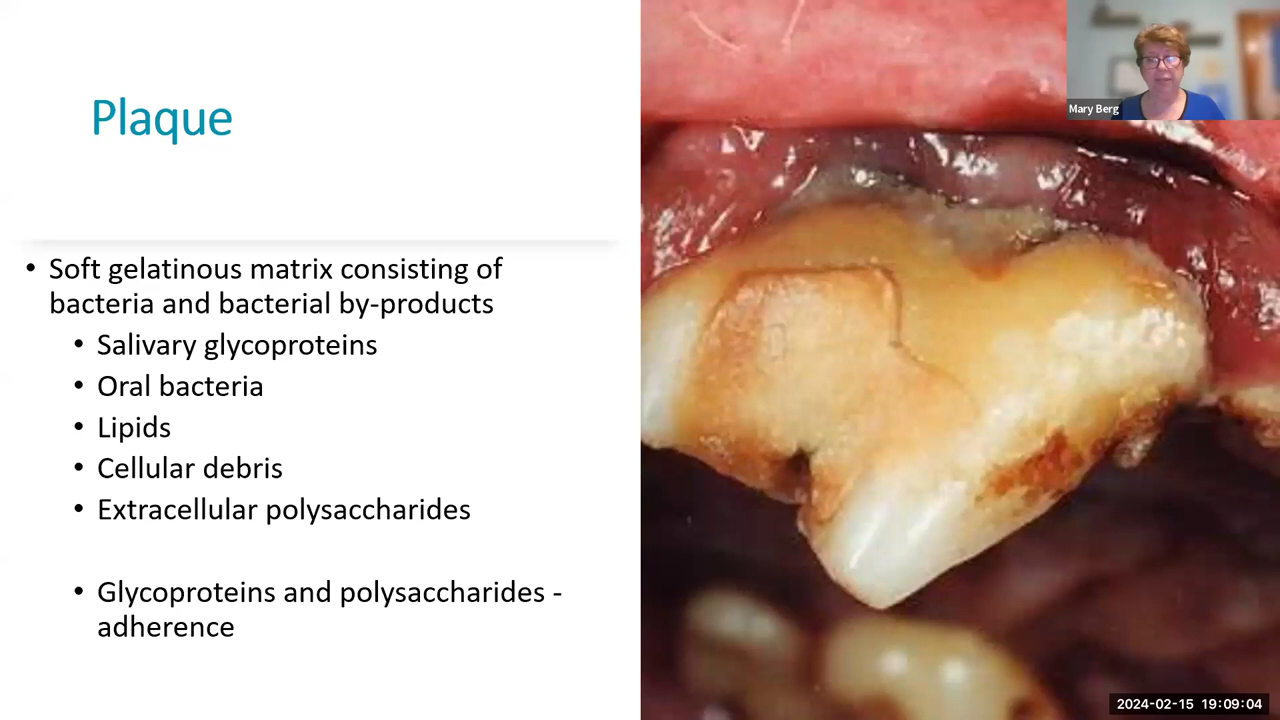 Plaque
Mary Berg
• Soft gelatinous matrix consisting of
bacteria and bacterial by-products
• Salivary glycoproteins
• Oral bacteria
• Lipids
• Cellular debris
• Extracellular polysaccharides
• Glycoproteins and polysaccharides -
adherence
2024-02-15 19:09:04